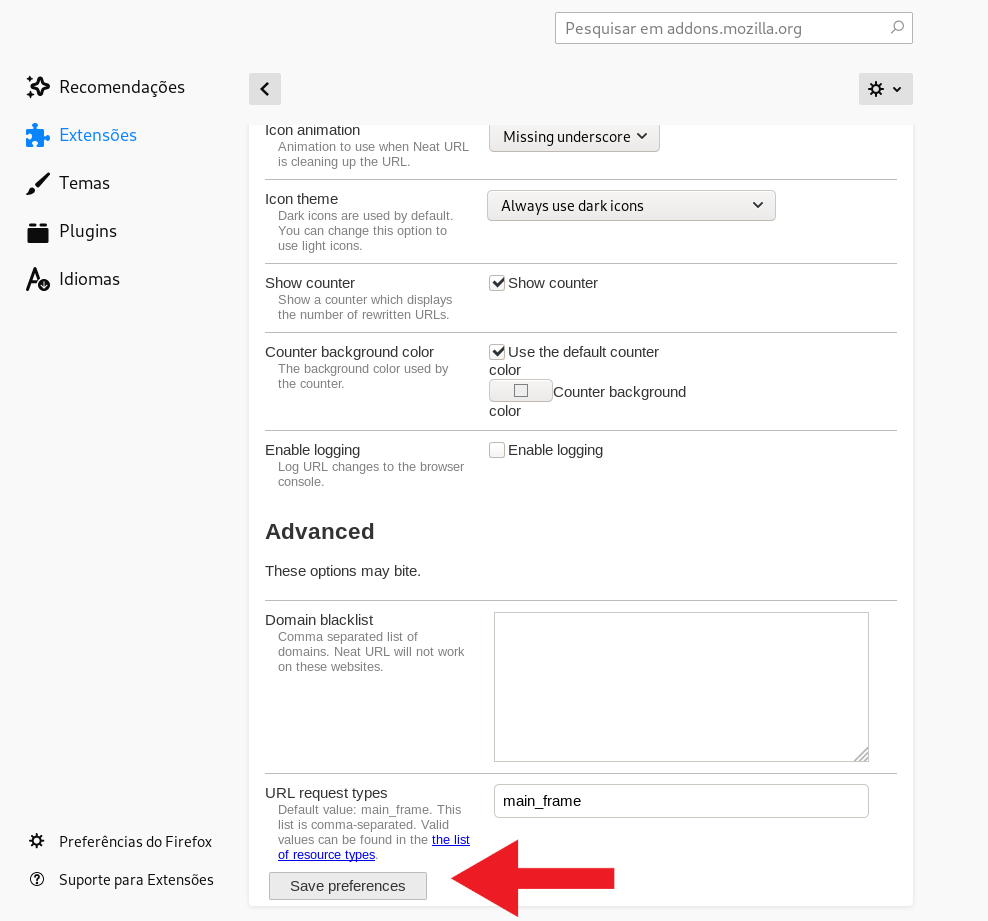 Pesquisar em addons.mozilla.org
Recomendações
Extensões
Temas
Plugins
Idiomas
Icon animation
Animation to use when Neat URL
is cleaning up the URL.
Missing underscore
Icon theme
Dark icons are used by default.
You can change this option to
use light icons.
Always use dark icons
Show counter
Show a counter which displays
the number of rewritten URLs.
Show counter
Counter background color
The background color used by
the counter.
Use the default counter
color
Counter background
color
Enable logging
Log URL changes to the browser
console.
Enable logging
Advanced
These options may bite.
Domain blacklist
Comma separated list of
domains. Neat URL will not work
on these websites.
URL request types
Default value: main_frame. This
list is comma-separated. Valid
values can be found in the the list
of resource types.
main_frame
Save preferences
Preferências do Firefox
Suporte para Extensões